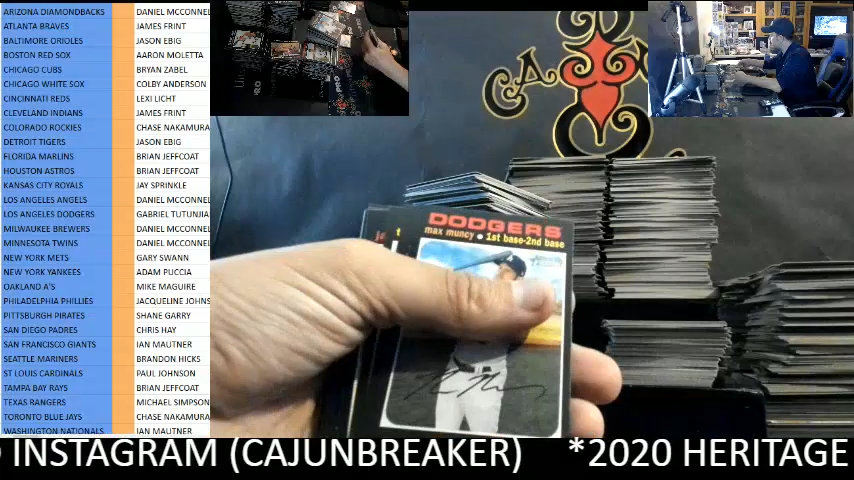 ARIZONA DIAMONDBACKS DANIEL MCCONNEL
ATLANTA BRAVES JAMES FRINT
BALTIMORE ORIOLES JASON EBIG
BOSTON RED SOX AARON MOLETTA
CHICAGO CUBS BRYAN ZABEL
CHICAGO WHITE SOX COLBY ANDERSON
CINCINNATI REDS LEXI LICHT
CLEVELAND INDIANS JAMES FRINT
COLORADO ROCKIES CHASE NAKAMURA
DETROIT TIGERS JASON EBIG
FLORIDA MARLINS BRIAN JEFFCOAT
HOUSTON ASTROS BRIAN JEFFCOAT
KANSAS CITY ROYALS JAY SPRINKLE
LOS ANGELES ANGELS DANIEL MCCONNEL
LOS ANGELES DODGERS GABRIEL TUTUNJIA
MILWAUKEE BREWERS DANIEL MCCONNEL
MINNESOTA TWINS DANIEL MCCONNEL
NEW YORK METS GARY SWANN
NEW YORK YANKEES ADAM PUCCIA
OAKLAND A'S MIKE MAGUIRE
PHILADELPHIA PHILLIES JACQUELINE JOHNS
PITTSBURGH PIRATES SHANE GARRY
SAN DIEGO PADRES CHRIS HAY
SAN FRANCISCO GIANTS IAN MAUTNER
SEATTLE MARINERS BRANDON HICKS
ST LOUIS CARDINALS PAUL JOHNSON
TAMPA BAY RAYS BRIAN JEFFCOAT
TEXAS RANGERS MICHAEL SIMPSON
TORONTO BLUE JAYS CHASE NAKAMURA
WASHINGTON NATIONALS IAN MAUTNER
CA
DODGERS
max muncy • 1st base-2nd base
INSTAGRAM (CAJUNBREAKER) *2020 HERITAGE